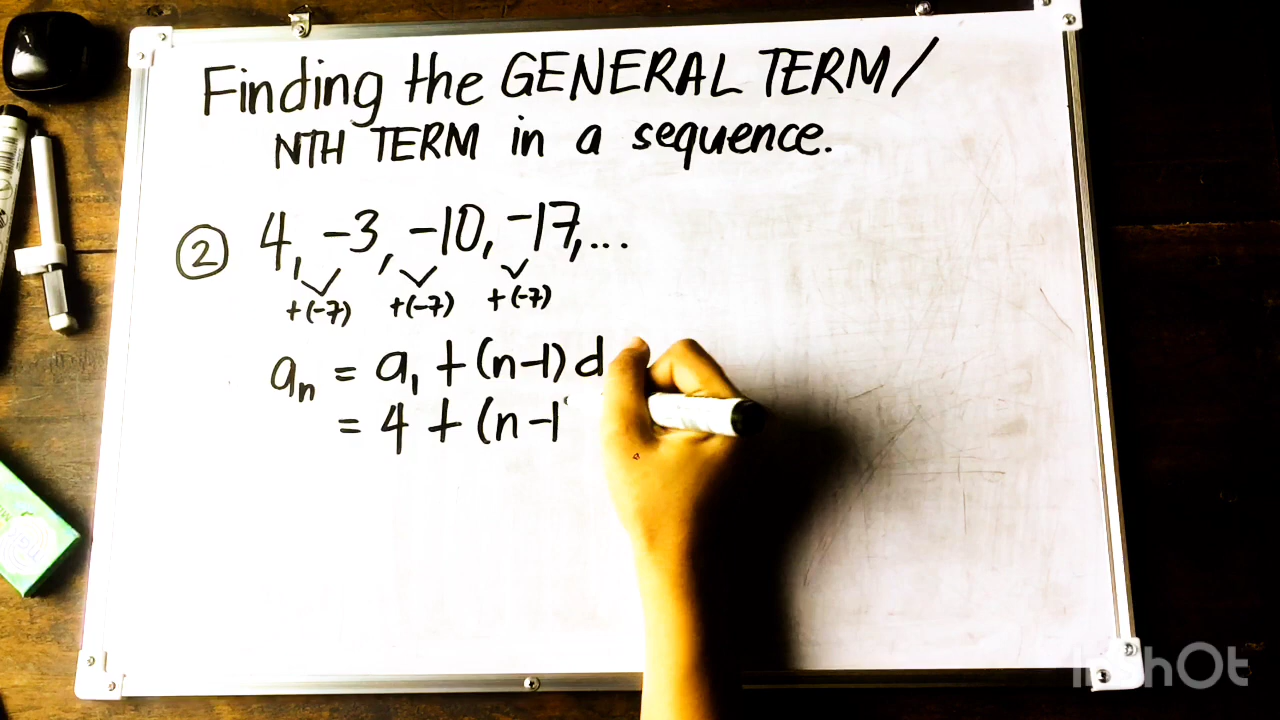 Finding the GENERAL TERM/
NTH TERM in a sequence.
② 4, -3, -10, -17,...
+(-7) +(-7) +(-7)
aₙ = a₁ + (n-1) d
= 4 + (n-1
InShOt